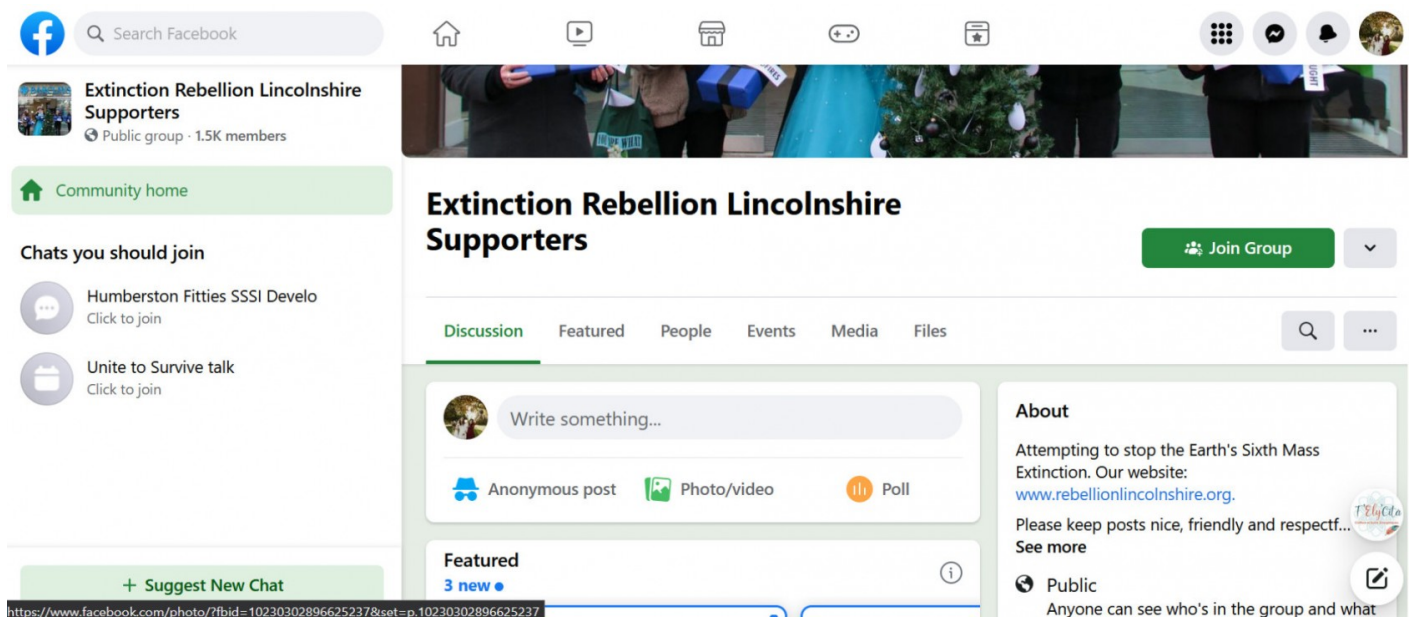 Search Facebook
Extinction Rebellion Lincolnshire
Supporters
Public group · 1.5K members
Community home
Chats you should join
Humberston Fitties SSSI Develo
Click to join
Unite to Survive talk
Click to join
+ Suggest New Chat
https://www.facebook.com/photo/?fbid=10230302896625237&set=p.10230302896625237
Extinction Rebellion Lincolnshire
Supporters
Join Group
Discussion Featured People Events Media Files
Write something...
Anonymous post Photo/video Poll
Featured
3 new
About
Attempting to stop the Earth's Sixth Mass
Extinction. Our website:
www.rebellionlincolnshire.org.
Please keep posts nice, friendly and respectf...
See more
Public
Anyone can see who's in the group and what